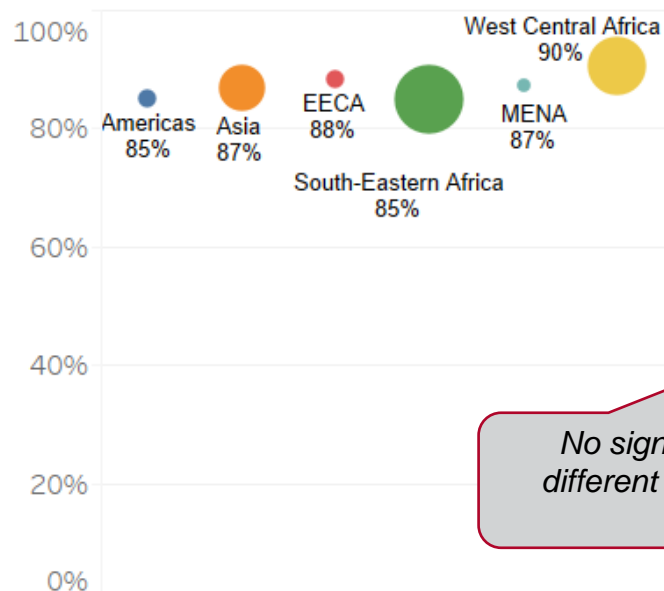 100%
80%
60%
40%
20%
0%
Americas
85%
Asia
87%
EECA
88%
South-Eastern Africa
85%
MENA
87%
West Central Africa
90%
No sign
different